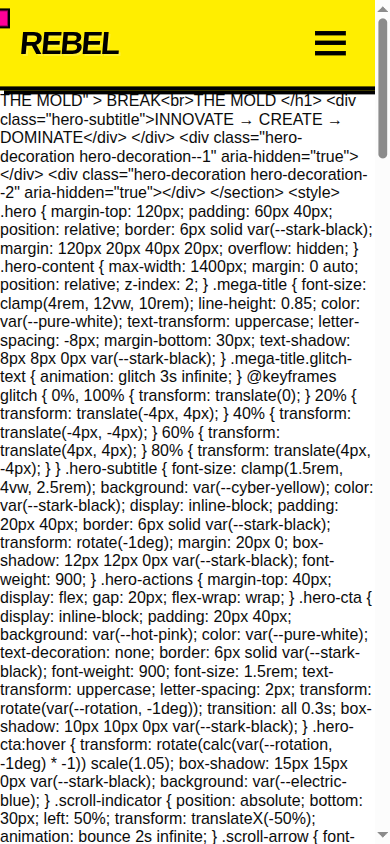 REBEL
THE MOLD" > BREAK<br>THE MOLD </h1> <div
class="hero-subtitle">INNOVATE → CREATE →
DOMINATE</div> </div> <div class="hero-
decoration hero-decoration--1" aria-hidden="true">
</div> <div class="hero-decoration hero-decoration-
-2" aria-hidden="true"></div> </section> <style>
.hero { margin-top: 120px; padding: 60px 40px;
position: relative; border: 6px solid var(--stark-black);
margin: 120px 20px 40px 20px; overflow: hidden; }
.hero-content { max-width: 1400px; margin: 0 auto;
position: relative; z-index: 2; } .mega-title { font-size:
clamp(4rem, 12vw, 10rem); line-height: 0.85; color:
var(--pure-white); text-transform: uppercase; letter-
spacing: -8px; margin-bottom: 30px; text-shadow:
8px 8px 0px var(--stark-black); } .mega-title.glitch-
text { animation: glitch 3s infinite; } @keyframes
glitch { 0%, 100% { transform: translate(0); } 20% {
transform: translate(-4px, 4px); } 40% { transform:
translate(-4px, -4px); } 60% { transform:
translate(4px, 4px); } 80% { transform: translate(4px,
-4px); } } .hero-subtitle { font-size: clamp(1.5rem,
4vw, 2.5rem); background: var(--cyber-yellow); color:
var(--stark-black); display: inline-block; padding:
20px 40px; border: 6px solid var(--stark-black);
transform: rotate(-1deg); margin: 20px 0; box-
shadow: 12px 12px 0px var(--stark-black); font-
weight: 900; } .hero-actions { margin-top: 40px;
display: flex; gap: 20px; flex-wrap: wrap; } .hero-cta {
display: inline-block; padding: 20px 40px;
background: var(--hot-pink); color: var(--pure-white);
text-decoration: none; border: 6px solid var(--stark-
black); font-weight: 900; font-size: 1.5rem; text-
transform: uppercase; letter-spacing: 2px; transform:
rotate(var(--rotation, -1deg)); transition: all 0.3s; box-
shadow: 10px 10px 0px var(--stark-black); } .hero-
cta:hover { transform: rotate(calc(var(--rotation,
-1deg) * -1)) scale(1.05); box-shadow: 15px 15px
0px var(--stark-black); background: var(--electric-
blue); } .scroll-indicator { position: absolute; bottom:
30px; left: 50%; transform: translateX(-50%);
animation: bounce 2s infinite; } .scroll-arrow { font-